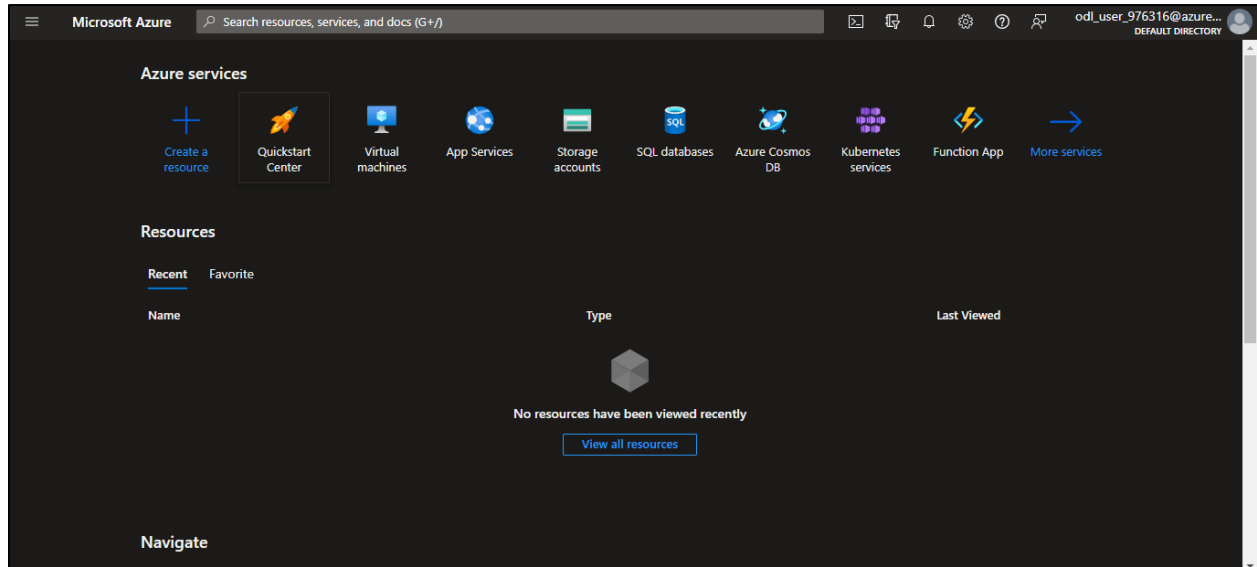 Microsoft Azure
Search resources, services, and docs (G+/)
odl_user_976316@azure...
DEFAULT DIRECTORY
Azure services
Create a
resource
Quickstart
Center
Virtual
machines
App Services
Storage
accounts
SQL
SQL databases
Azure Cosmos
DB
Kubernetes
services
Function App
More services
Resources
Recent
Favorite
Name
Type
Last Viewed
No resources have been viewed recently
View all resources
Navigate